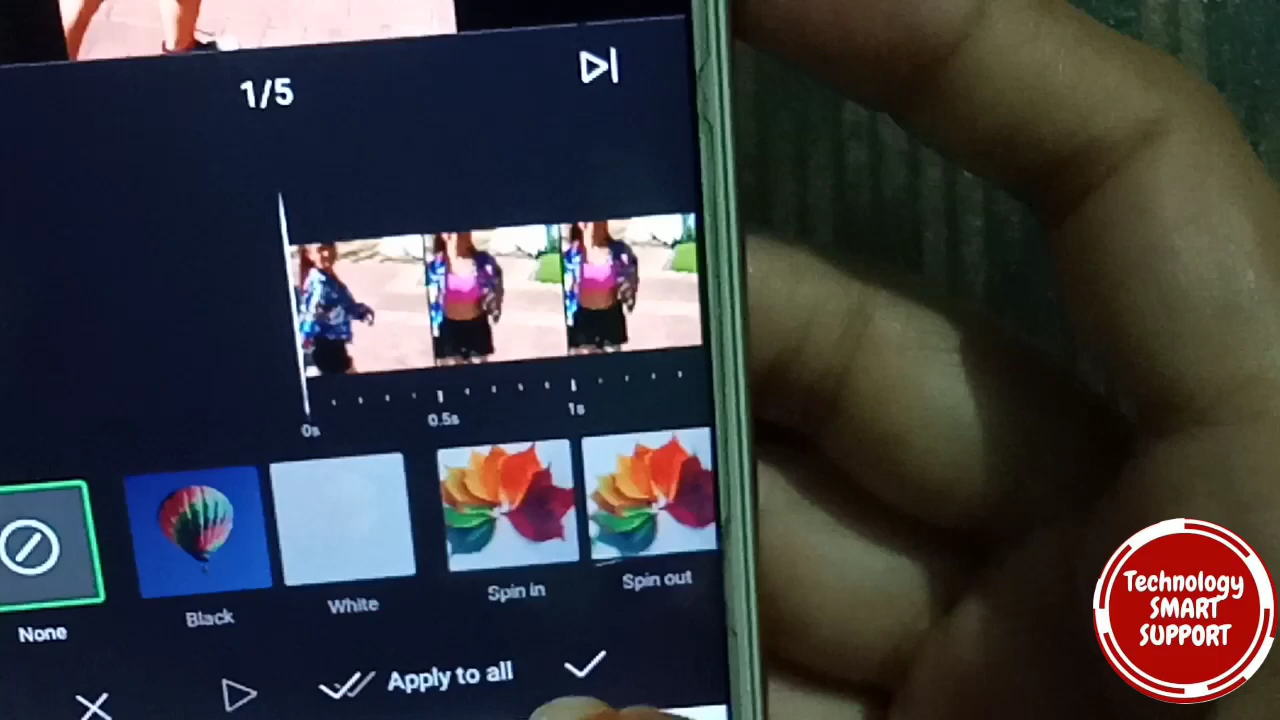 1/5
0s 0.5s 1s
None Black White Spin in Spin out
Apply to all
Technology
SMART
SUPPORT